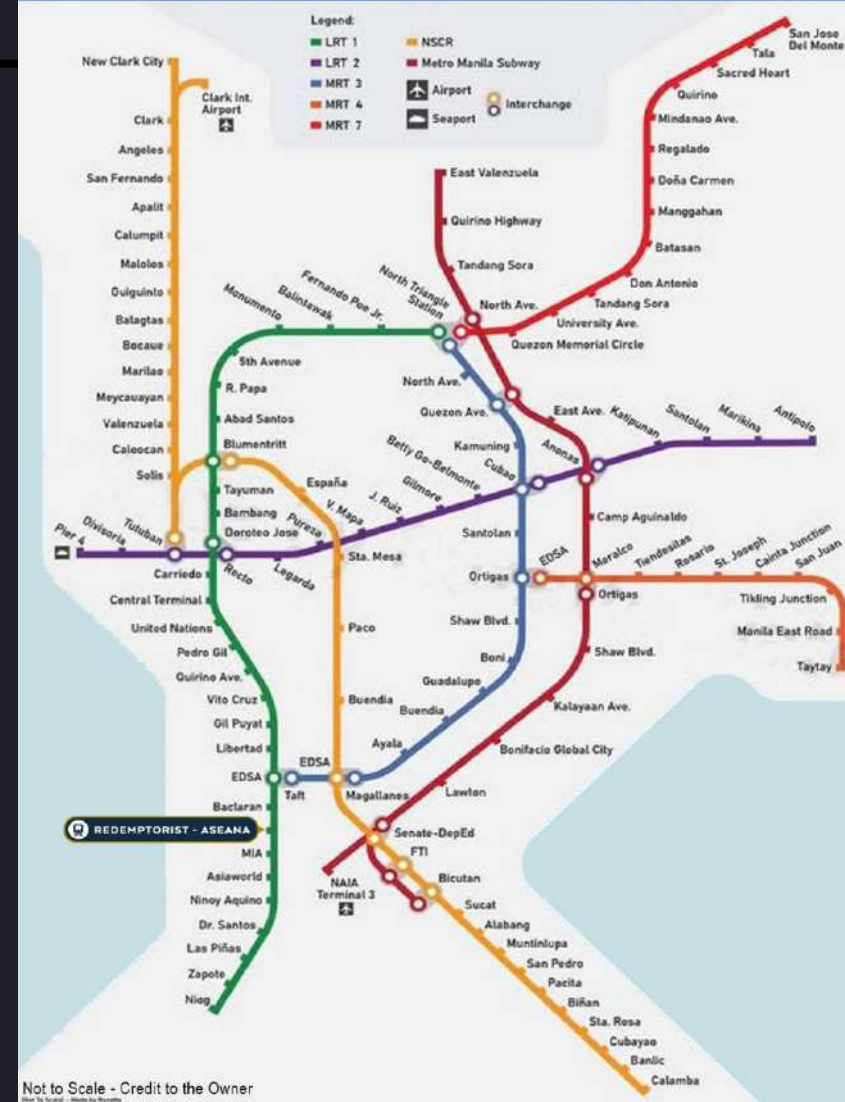 Legend:
LRT 1
LRT 2
MRT 3
MRT 4
MRT 7
NSCR
Metro Manila Subway
Airport
Seaport
Interchange
New Clark City
Clark Int.
Airport
Clark
Angeles
San Fernando
Apalit
Calumpit
Malolos
Guiguinto
Balagtas
Bocaue
Marilao
Meycauayan
Valenzuela
Caloocan
Solis
San Jose
Del Monte
Tala
Sacred Heart
Quirino
Mindanao Ave.
Regalado
Doña Carmen
Manggahan
Batasan
Don Antonio
Tandang Sora
University Ave.
Quezon Memorial Circle
East Valenzuela
Quirino Highway
Tandang Sora
North Ave.
North Triangle
Station
Fernando Poe Jr.
Balintawak
Monumento
5th Avenue
R. Papa
Abad Santos
Blumentritt
Tayuman
Bambang
Doroteo Jose
Carriedo
Central Terminal
United Nations
Pedro Gil
Quirino Ave.
Vito Cruz
Gil Puyat
Libertad
EDSA
Baclaran
REDEMPTORIST - ASEANA
MIA
Asiaworld
Ninoy Aquino
Dr. Santos
Las Piñas
Zapote
Niog
North Ave.
Quezon Ave.
Kamuning
Cubao
Santolan
Ortigas
Shaw Blvd.
Boni
Guadalupe
Buendia
Ayala
Magallanes
Taft
EDSA
Pier 4
Divisoria
Tutuban
Recto
Legarda
Pureza
V. Mapa
J. Ruiz
Gilmore
Betty Go-Belmonte
Anonas
Katipunan
Santolan
Marikina
Antipolo
España
Sta. Mesa
Paco
Buendia
East Ave.
Camp Aguinaldo
Meralco
Ortigas
Shaw Blvd.
Kalayaan Ave.
Bonifacio Global City
Lawton
Senate-DepEd
NAIA
Terminal 3
EDSA
Tiendesitas
Rosario
St. Joseph
Cainta Junction
San Juan
Tikling Junction
Manila East Road
Taytay
FTI
Bicutan
Sucat
Alabang
Muntinlupa
San Pedro
Pacita
Biñan
Sta. Rosa
Cubayao
Banlic
Calamba
Not to Scale - Credit to the Owner